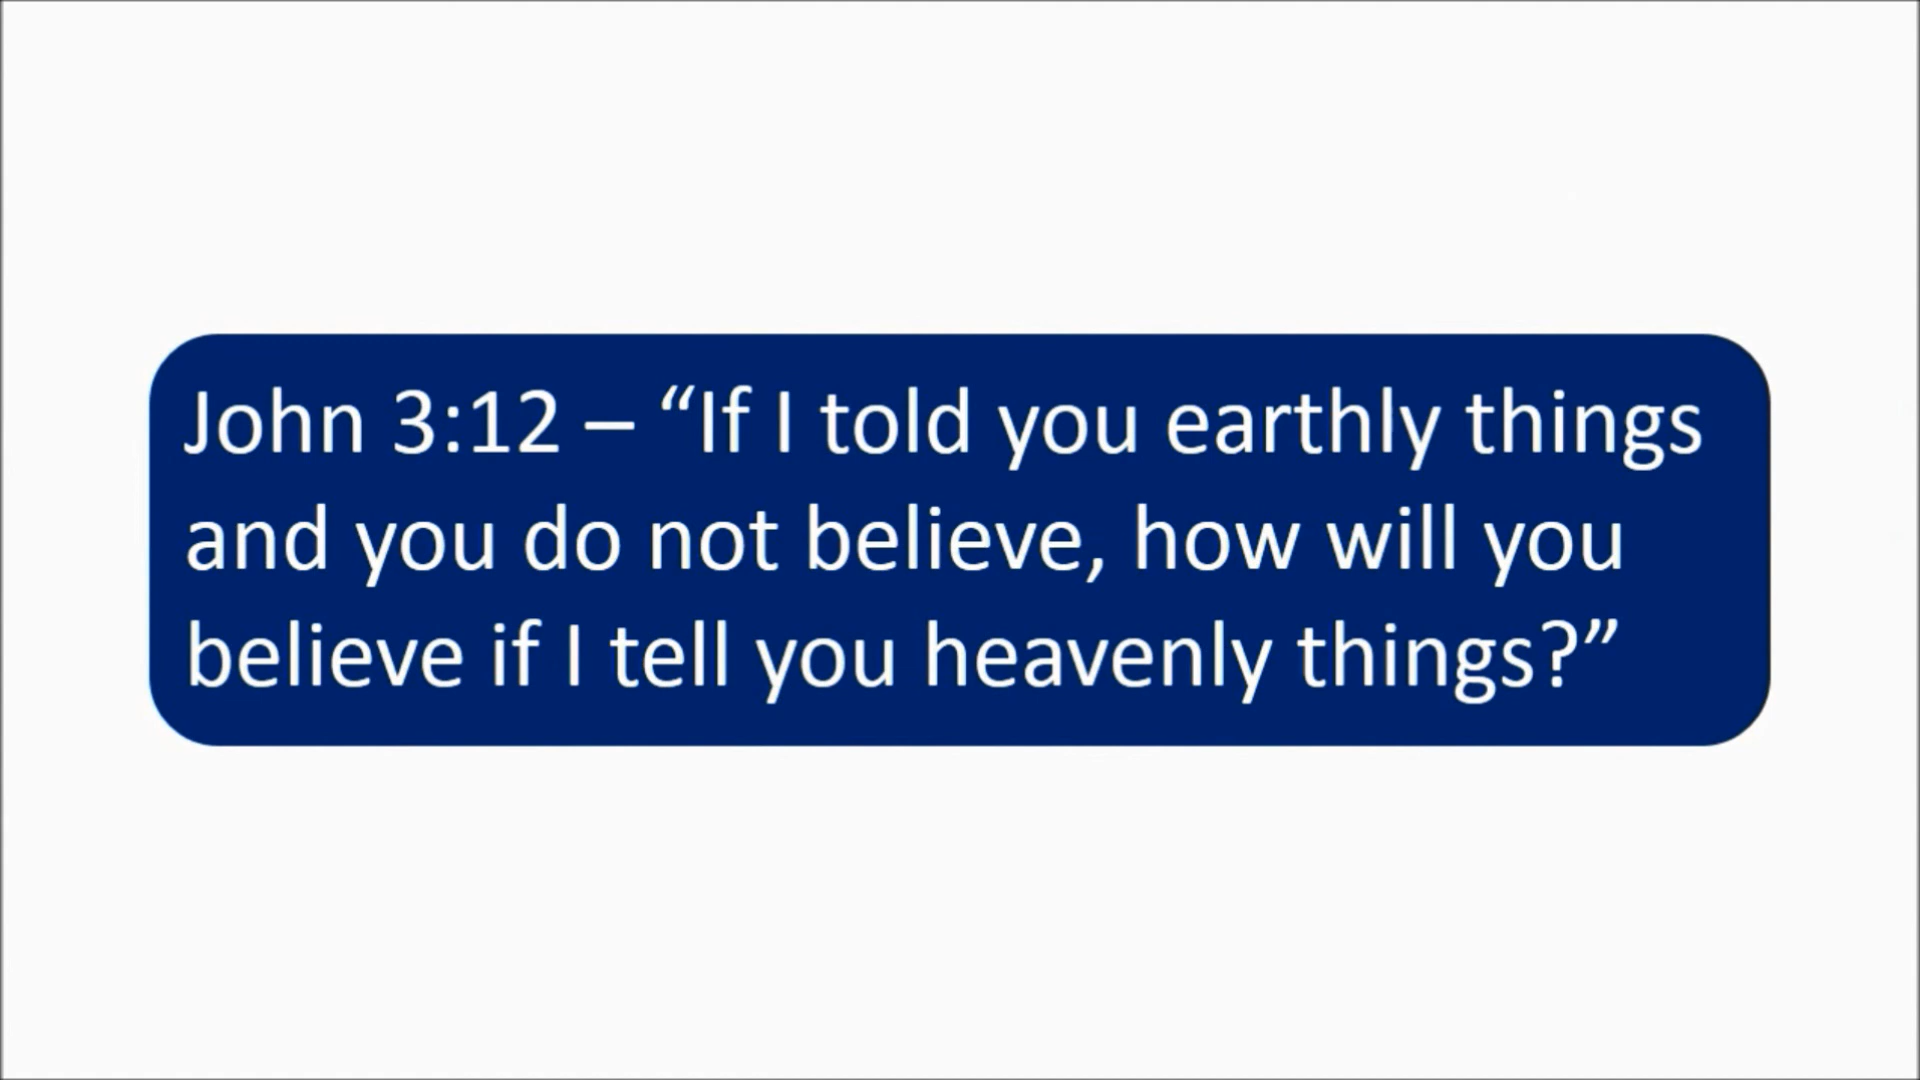 John 3:12 – “If I told you earthly things
and you do not believe, how will you
believe if I tell you heavenly things?”